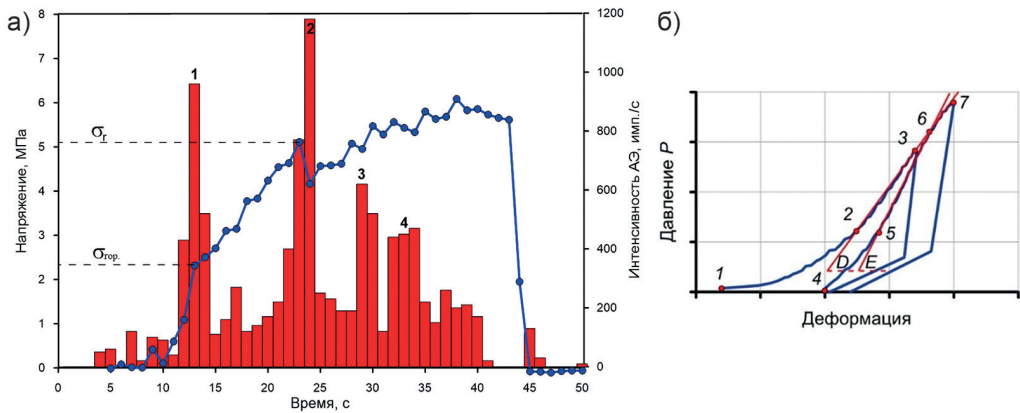 а)
Напряжение, МПа
8
7
6
5
4
3
2
1
0
σr
σгор.
1
2
3
4
1200
1000
800
600
400
200
0
Интенсивность АЭ, имп./с
0 5 10 15 20 25 30 35 40 45 50
Время, с
б)
Давление P
1
2
3
4
5
6
7
D
E
Деформация